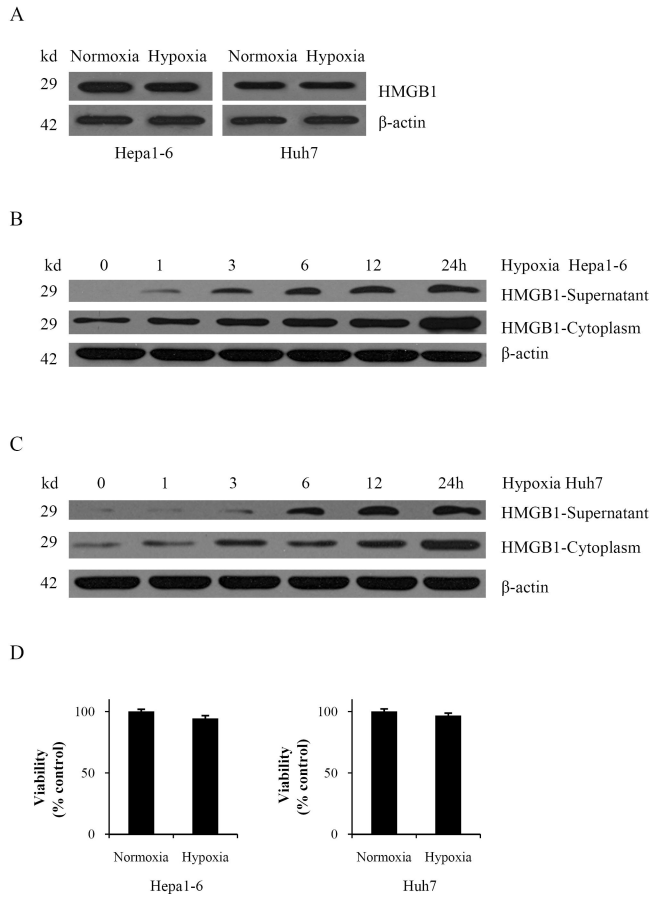 A
kd Normoxia Hypoxia Normoxia Hypoxia
29 HMGB1
42 β-actin
Hepa1-6 Huh7
B
kd 0 1 3 6 12 24h Hypoxia Hepa1-6
29 HMGB1-Supernatant
29 HMGB1-Cytoplasm
42 β-actin
C
kd 0 1 3 6 12 24h Hypoxia Huh7
29 HMGB1-Supernatant
29 HMGB1-Cytoplasm
42 β-actin
D
Viability
(% control)
100
50
0
Normoxia Hypoxia
Hepa1-6
Viability
(% control)
100
50
0
Normoxia Hypoxia
Huh7